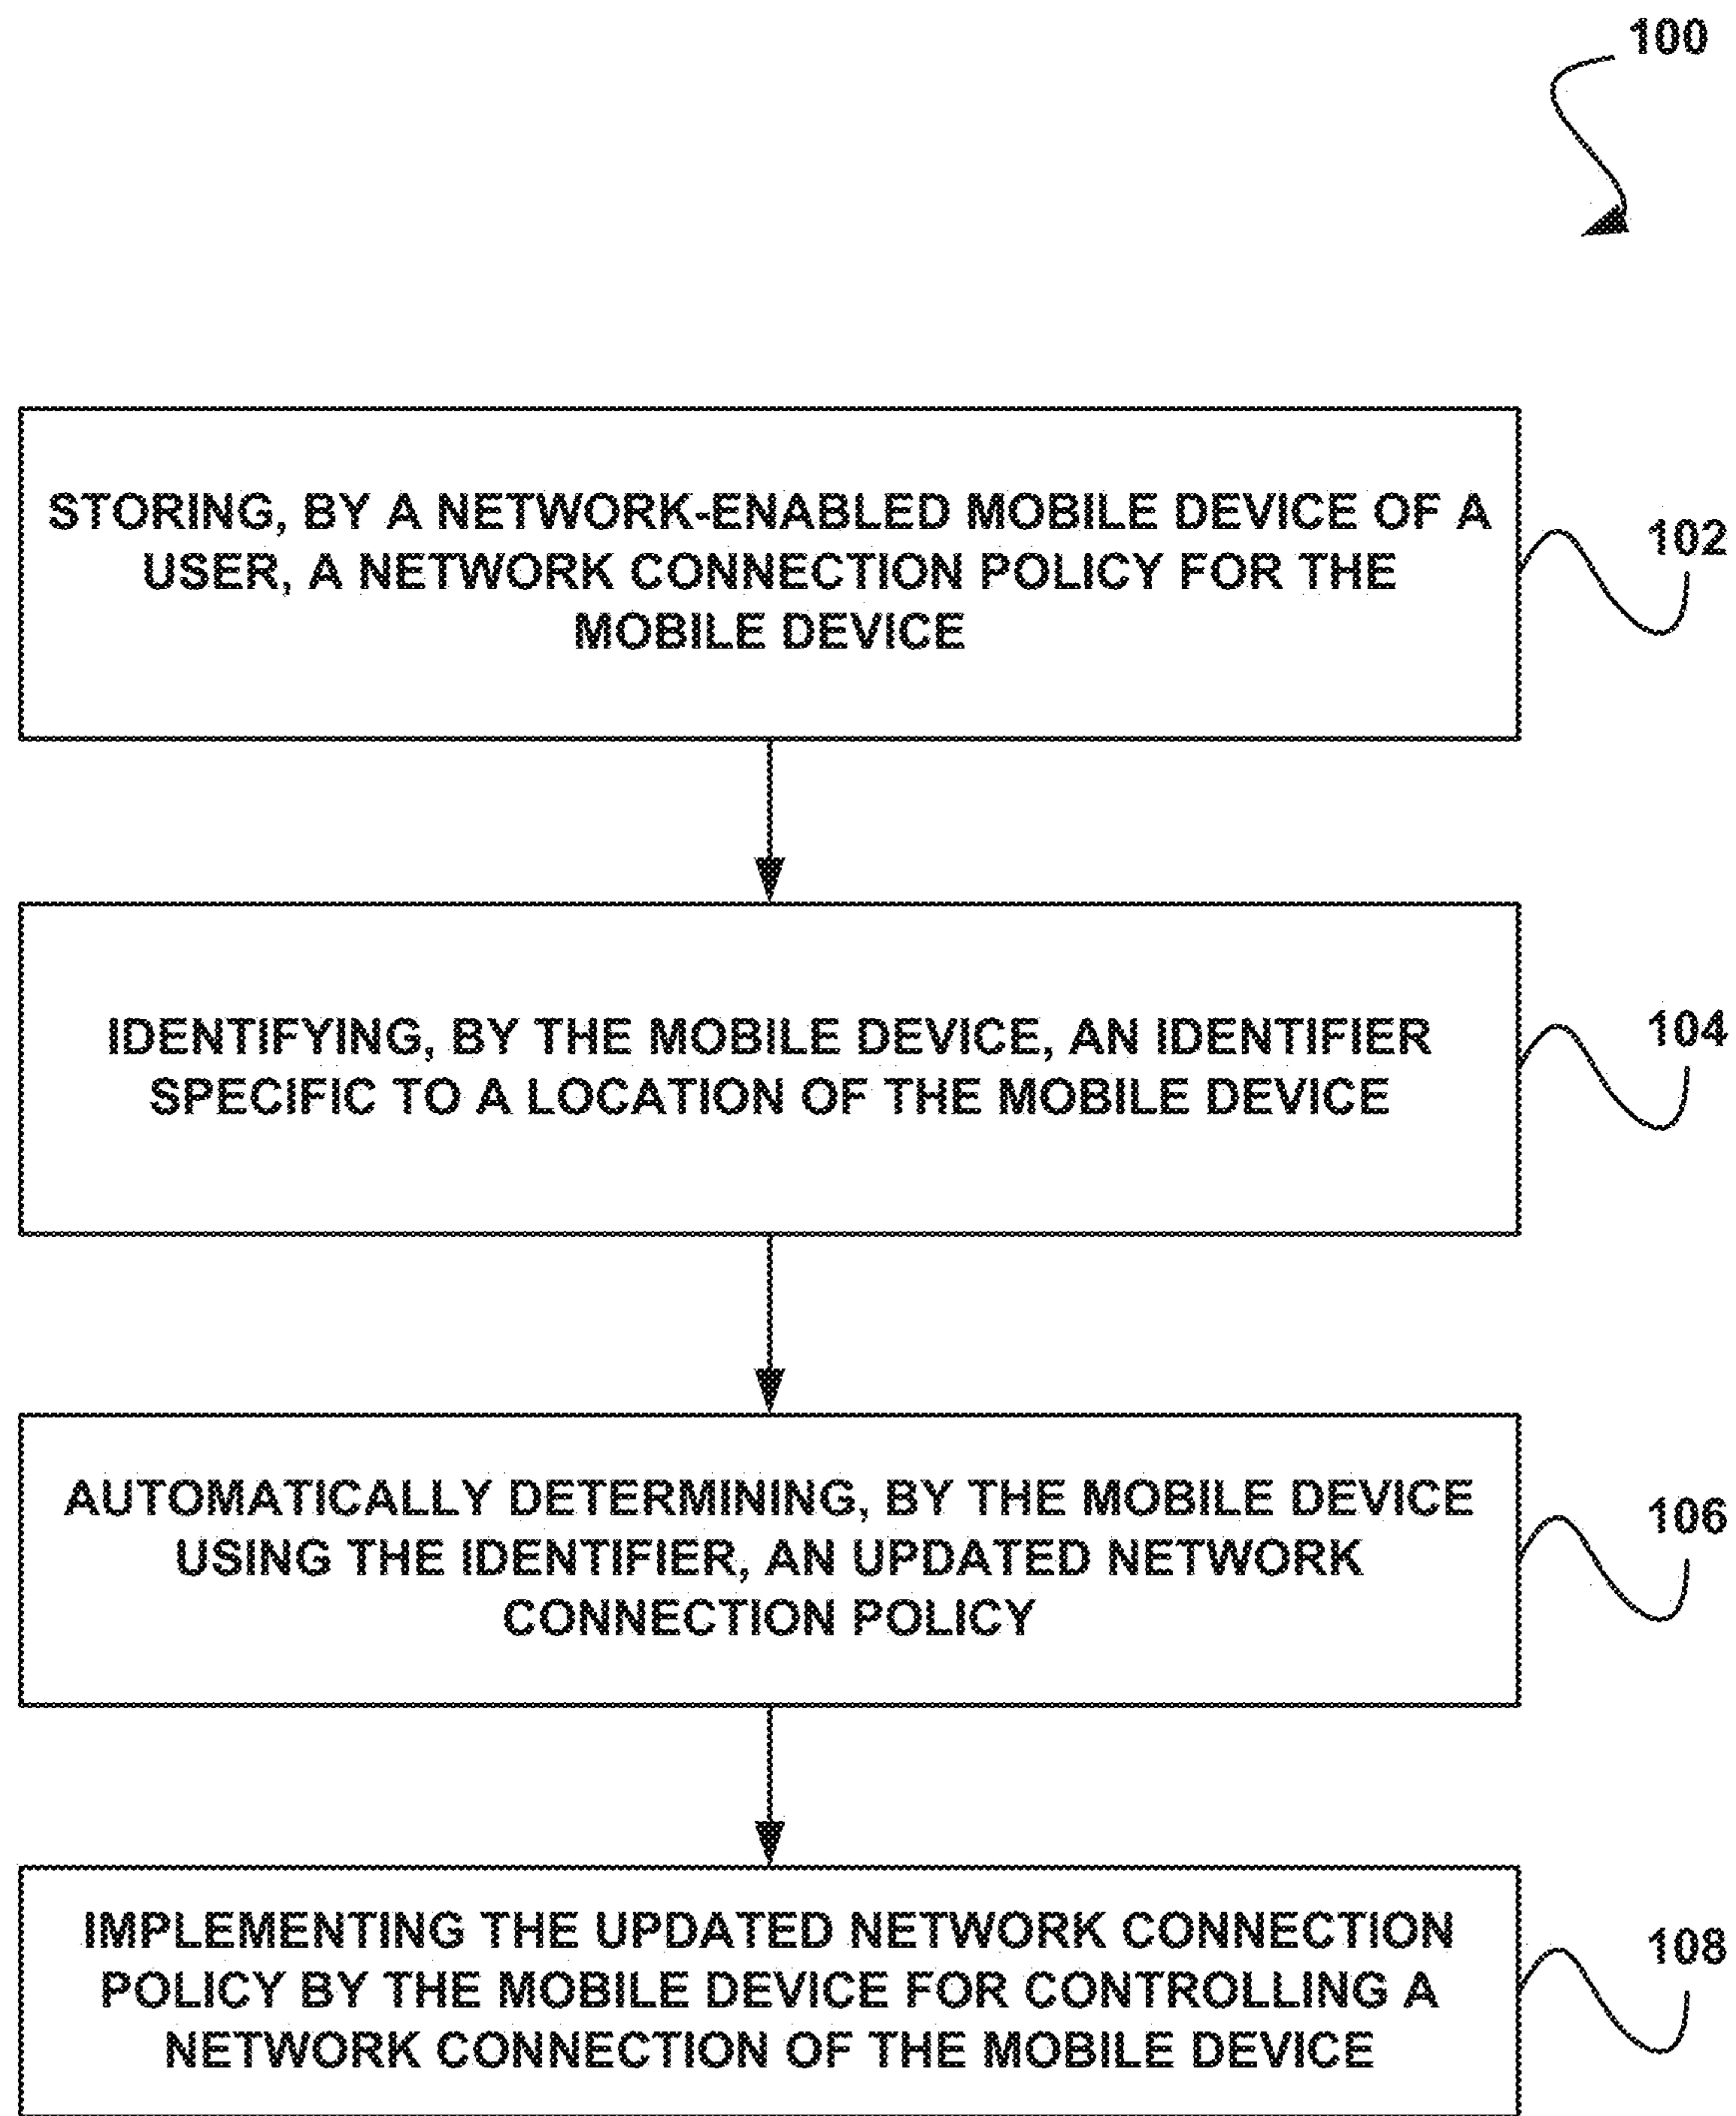 100
STORING, BY A NETWORK-ENABLED MOBILE DEVICE OF A
USER, A NETWORK CONNECTION POLICY FOR THE
MOBILE DEVICE
102
IDENTIFYING, BY THE MOBILE DEVICE, AN IDENTIFIER
SPECIFIC TO A LOCATION OF THE MOBILE DEVICE
104
AUTOMATICALLY DETERMINING, BY THE MOBILE DEVICE
USING THE IDENTIFIER, AN UPDATED NETWORK
CONNECTION POLICY
106
IMPLEMENTING THE UPDATED NETWORK CONNECTION
POLICY BY THE MOBILE DEVICE FOR CONTROLLING A
NETWORK CONNECTION OF THE MOBILE DEVICE
108